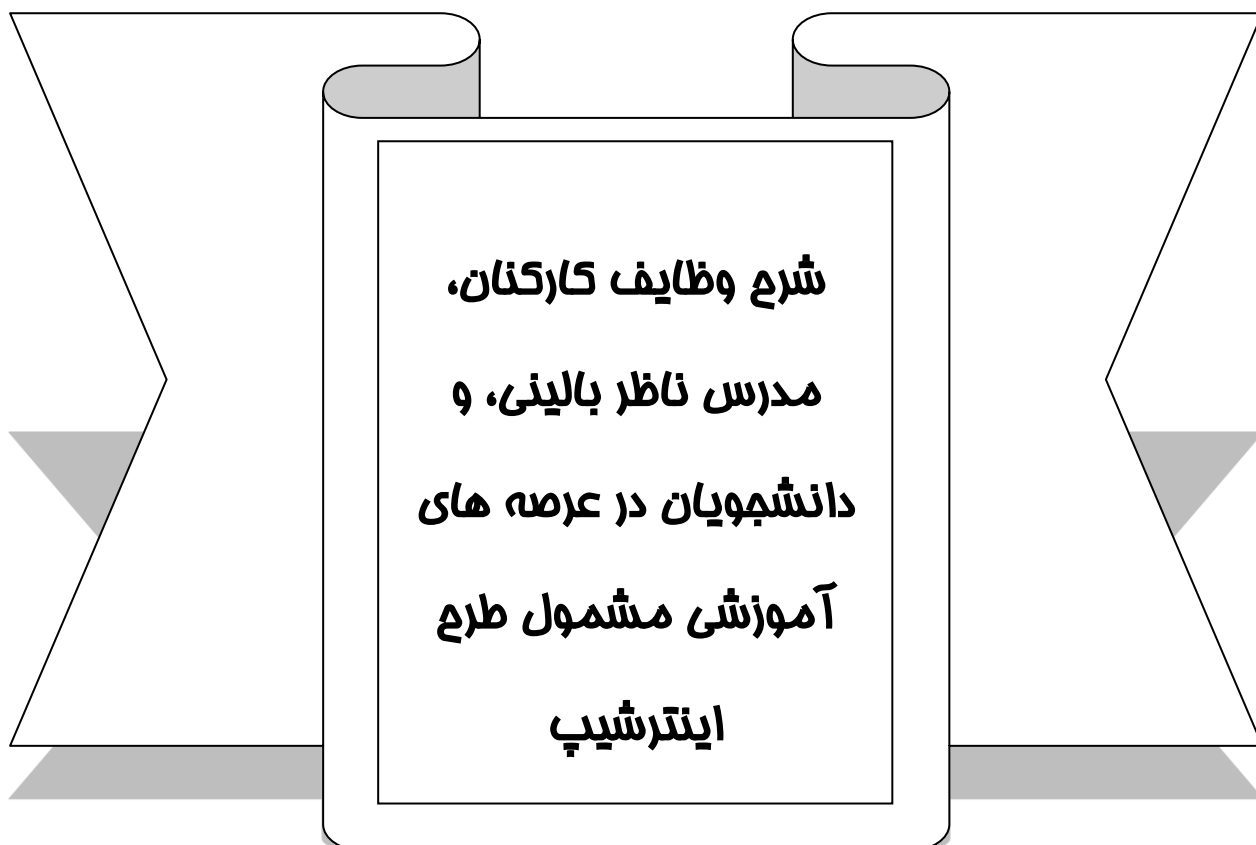 شرح وظایف کارکنان،
مدرس ناظر بالینی، و
دانشجویان در عرصه های
آموزشی مشمول طرح
اینترشیپ